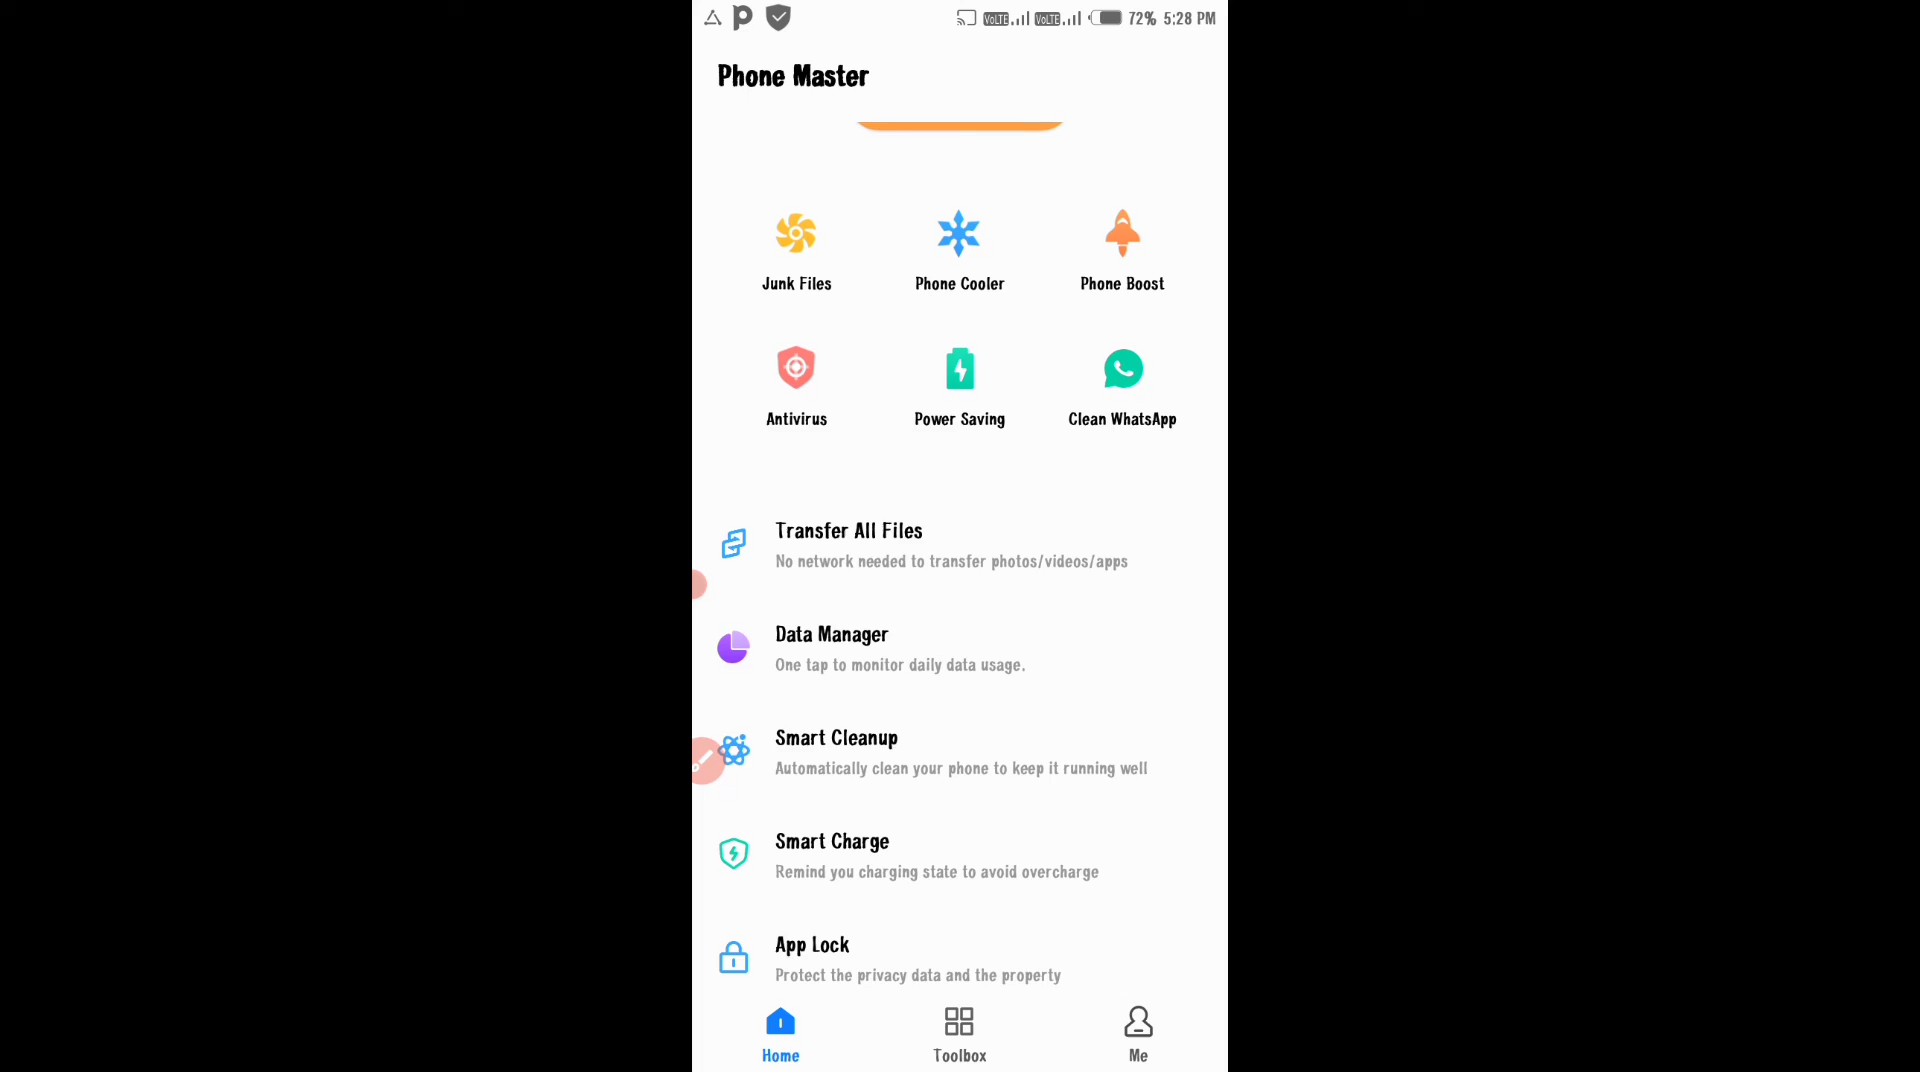 VoLTE VoLTE 72% 5:28 PM
Phone Master
Junk Files Phone Cooler Phone Boost
Antivirus Power Saving Clean WhatsApp
Transfer All Files
No network needed to transfer photos/videos/apps
Data Manager
One tap to monitor daily data usage.
Smart Cleanup
Automatically clean your phone to keep it running well
Smart Charge
Remind you charging state to avoid overcharge
App Lock
Protect the privacy data and the property
Home Toolbox Me